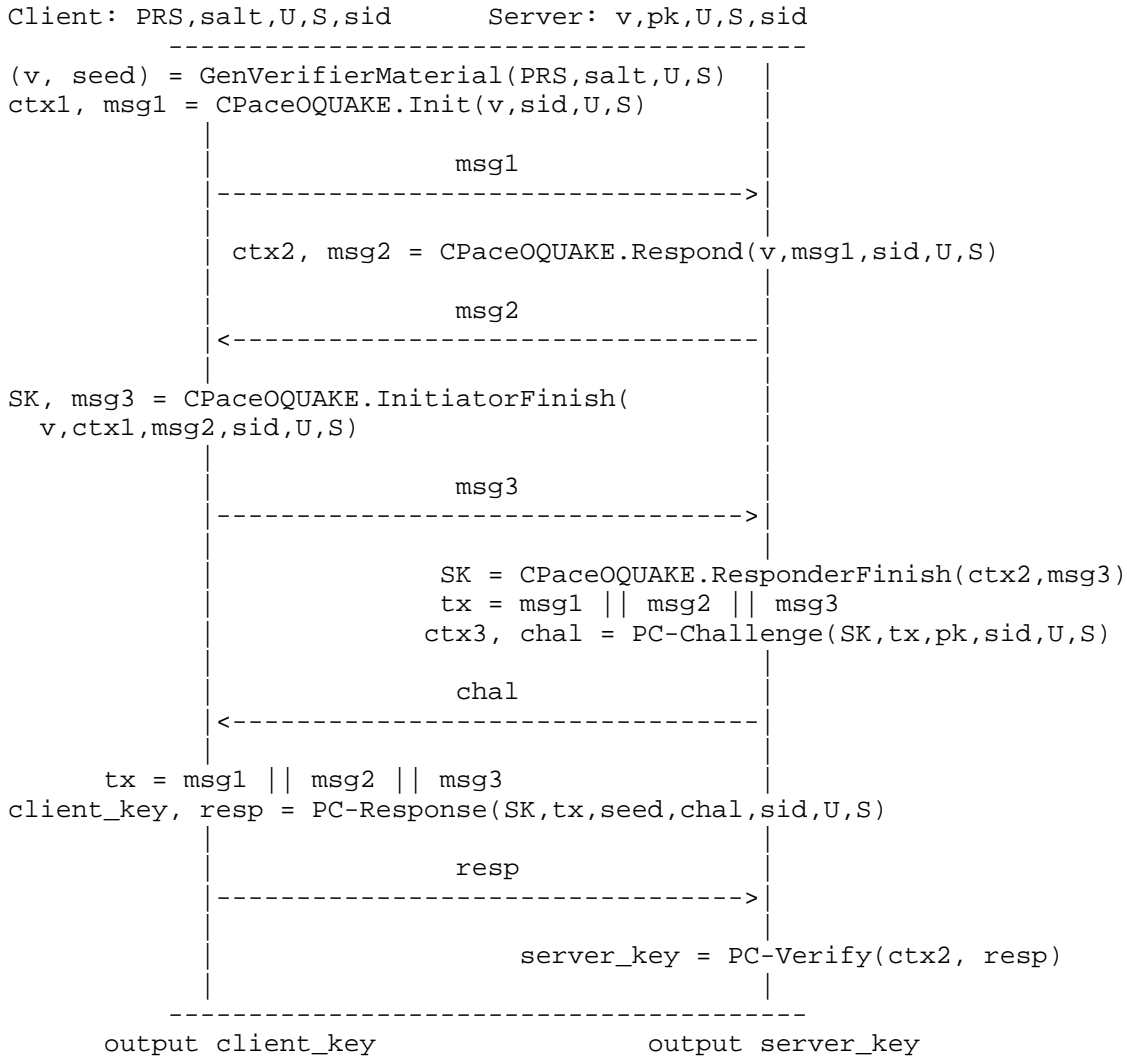 Client: PRS,salt,U,S,sid Server: v,pk,U,S,sid
(v, seed) = GenVerifierMaterial(PRS,salt,U,S)
ctx1, msg1 = CPaceOQUAKE.Init(v,sid,U,S)
msg1
ctx2, msg2 = CPaceOQUAKE.Respond(v,msg1,sid,U,S)
msg2
SK, msg3 = CPaceOQUAKE.InitiatorFinish(
v,ctx1,msg2,sid,U,S)
msg3
SK = CPaceOQUAKE.ResponderFinish(ctx2,msg3)
tx = msg1 || msg2 || msg3
ctx3, chal = PC-Challenge(SK,tx,pk,sid,U,S)
chal
tx = msg1 || msg2 || msg3
client_key, resp = PC-Response(SK,tx,seed,chal,sid,U,S)
resp
server_key = PC-Verify(ctx2, resp)
output client_key output server_key